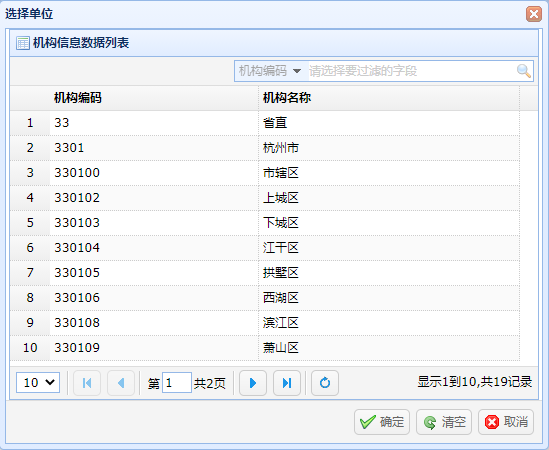 选择单位
机构信息数据列表
机构编码 请选择要过滤的字段
机构编码 机构名称
1 33 省直
2 3301 杭州市
3 330100 市辖区
4 330102 上城区
5 330103 下城区
6 330104 江干区
7 330105 拱墅区
8 330106 西湖区
9 330108 滨江区
10 330109 萧山区
10 第 1 共2页 显示1到10,共19记录
确定 清空 取消